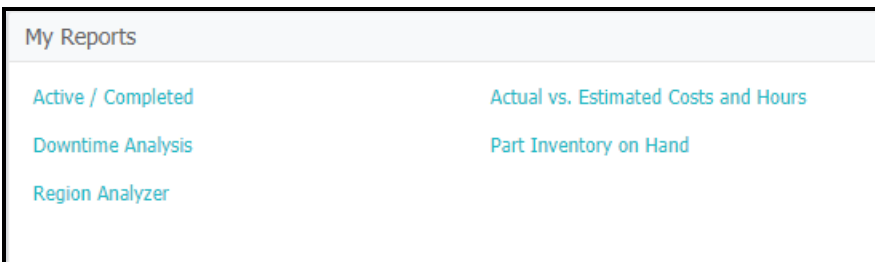 My Reports
Active / Completed
Actual vs. Estimated Costs and Hours
Downtime Analysis
Part Inventory on Hand
Region Analyzer